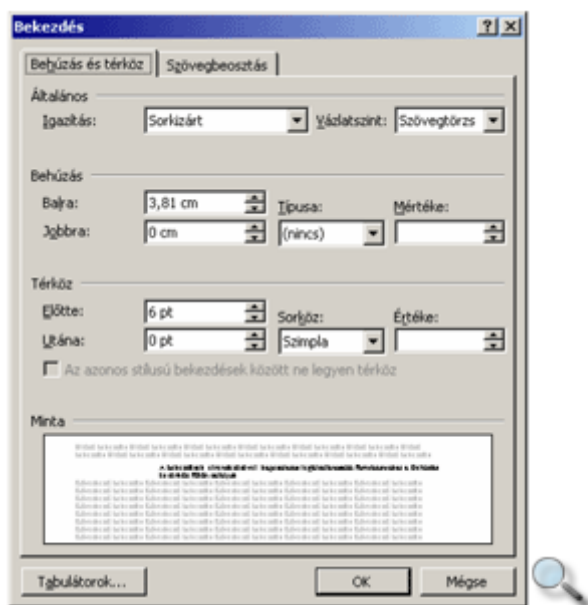 Bekezdés
Behúzás és térköz
Szövegbeosztás
Általános
Igazítás: Sorkizárt Vázlatszint: Szövegtörzs
Behúzás
Balra: 3,81 cm Típusa: Mértéke:
Jobbra: 0 cm (nincs)
Térköz
Előtte: 6 pt Sorköz: Értéke:
Utána: 0 pt Szimpla
Az azonos stílusú bekezdések között ne legyen térköz
Minta
Tabulátorok... OK Mégse